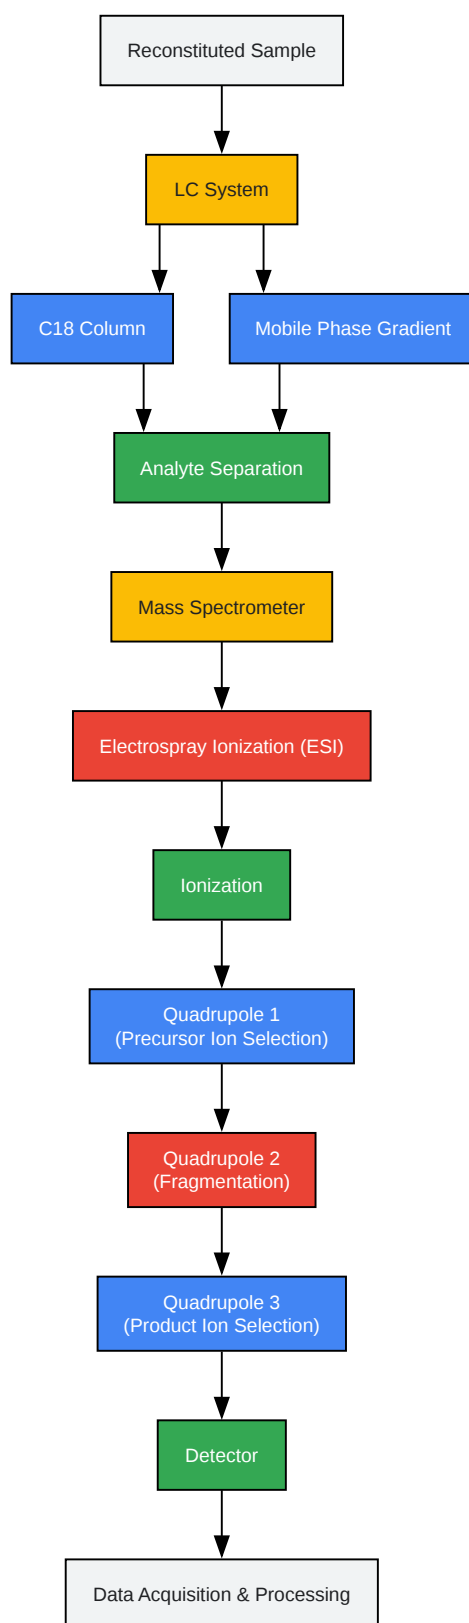 Reconstituted Sample
LC System
C18 Column
Mobile Phase Gradient
Analyte Separation
Mass Spectrometer
Electrospray Ionization (ESI)
Ionization
Quadrupole 1
(Precursor Ion Selection)
Quadrupole 2
(Fragmentation)
Quadrupole 3
(Product Ion Selection)
Detector
Data Acquisition & Processing